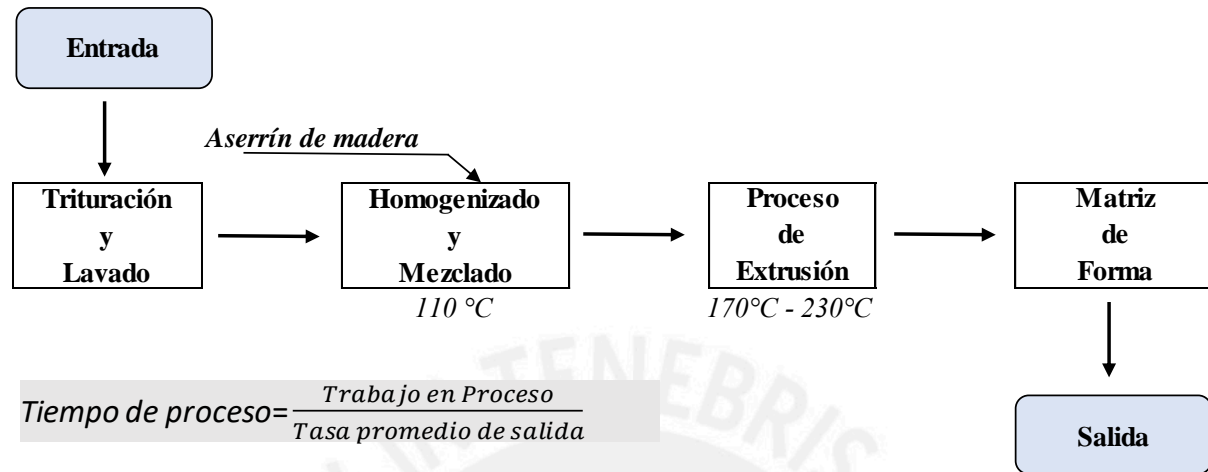 Entrada
Aserrín de madera
Trituración
y
Lavado
Homogenizado
y
Mezclado
110 °C
Proceso
de
Extrusión
170°C - 230°C
Matriz
de
Forma
Tiempo de proceso=
Trabajo en Proceso
Tasa promedio de salida
Salida
TENEBRIS